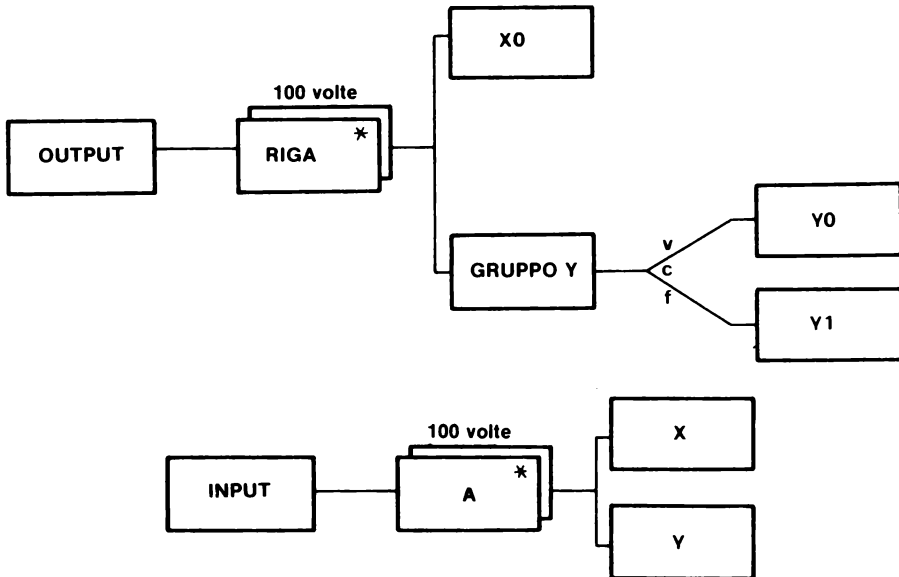 X0
100 volte
OUTPUT
RIGA *
Y0
GRUPPO Y
v
c
f
Y1
100 volte
X
INPUT
A *
Y